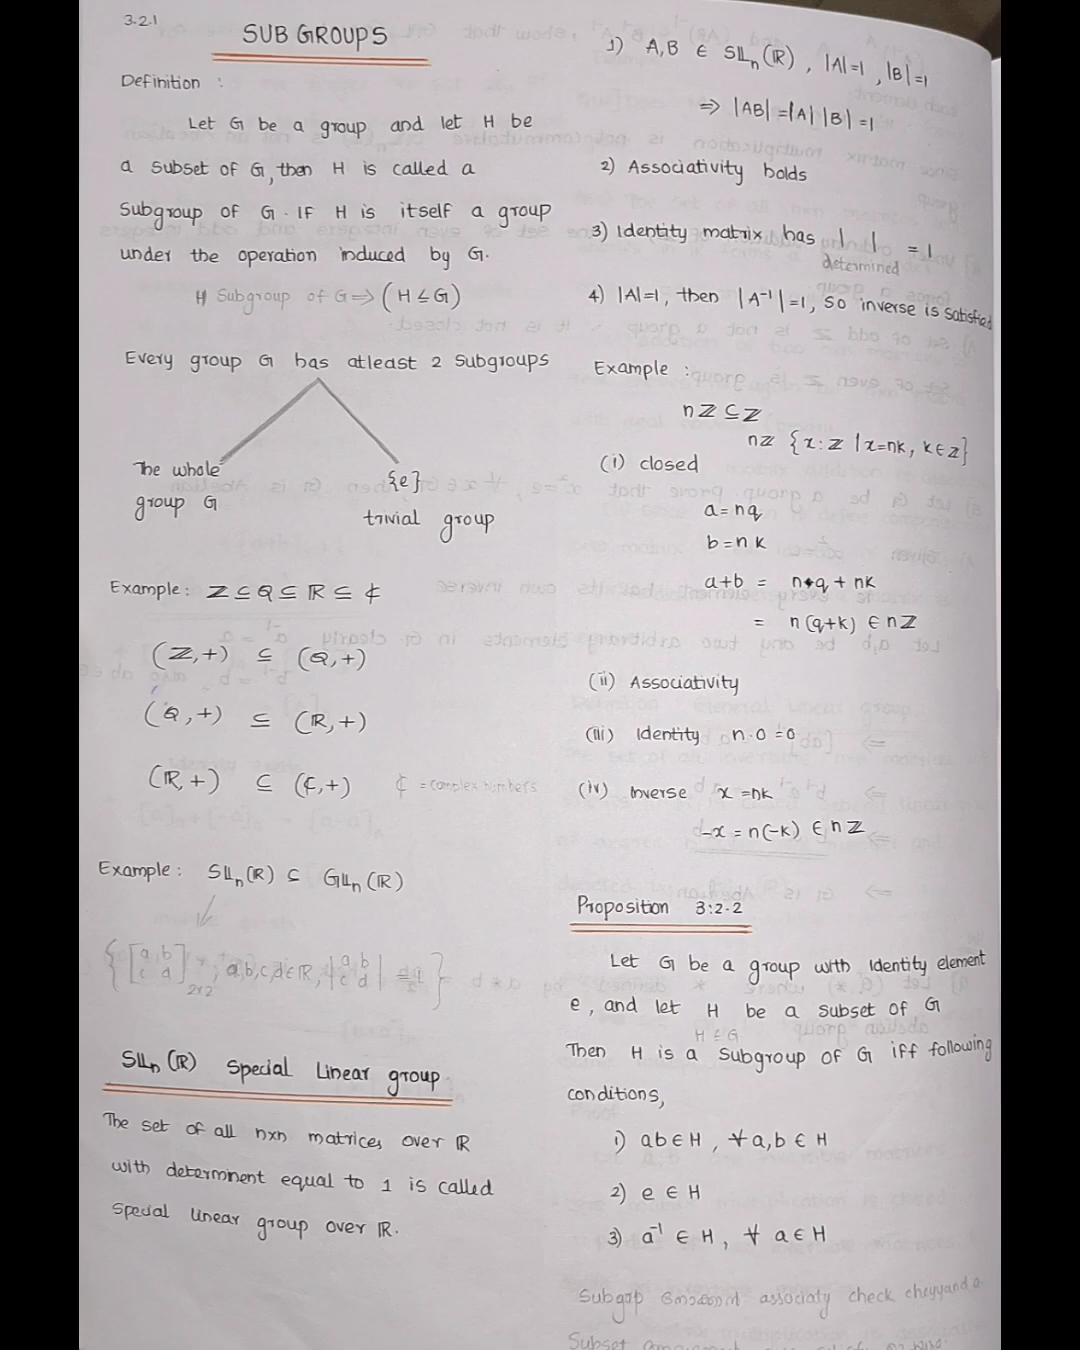 3.2.1
SUB GROUPS
Definition :
Let G be a group and let H be
a subset of G, then H is called a
subgroup of G. IF H is itself a group
under the operation induced by G.
H Subgroup of G ⇒ (H ≤ G)
Every group G has atleast 2 subgroups
The whole
group G
{e}
trivial group
Example : ℤ ⊆ Q ⊆ ℝ ⊆ ₵
(ℤ,+) ⊆ (Q,+)
(Q,+) ⊆ (ℝ,+)
(ℝ,+) ⊆ (₵,+) ₵ = complex numbers
Example : SLn(ℝ) ⊆ GLn(ℝ)
{[a b
c d]2x2 ; a,b,c,d ∈ ℝ, |a b
c d|
SLn(ℝ) Special Linear group
The set of all nxn matrices over ℝ
with determinent equal to 1 is called
special linear group over ℝ.
1) A,B ∈ SLn(ℝ), |A|=1, |B|=1
⇒ |AB| = |A| |B| = 1
2) Associativity holds
3) Identity matrix has | | = 1
determined
4) |A|=1, then |A⁻¹|=1, so inverse is satisfied
Example :
nℤ ⊆ ℤ
nℤ {x:ℤ | x=nk, k∈ℤ}
(i) closed
a = nq
b = nk
a+b = n*q + nk
= n(q+k) ∈ nℤ
(ii) Associativity
(iii) Identity n·0 = 0
(iv) Inverse x = nk
-x = n(-k) ∈ nℤ
Proposition 3:2.2
Let G be a group with identity element
e, and let H be a subset of G
H ≤ G
Then H is a subgroup of G iff following
conditions,
1) ab ∈ H, ∀ a,b ∈ H
2) e ∈ H
3) a⁻¹ ∈ H, ∀ a ∈ H
Subgrp associaty check cheyyanda
Subset